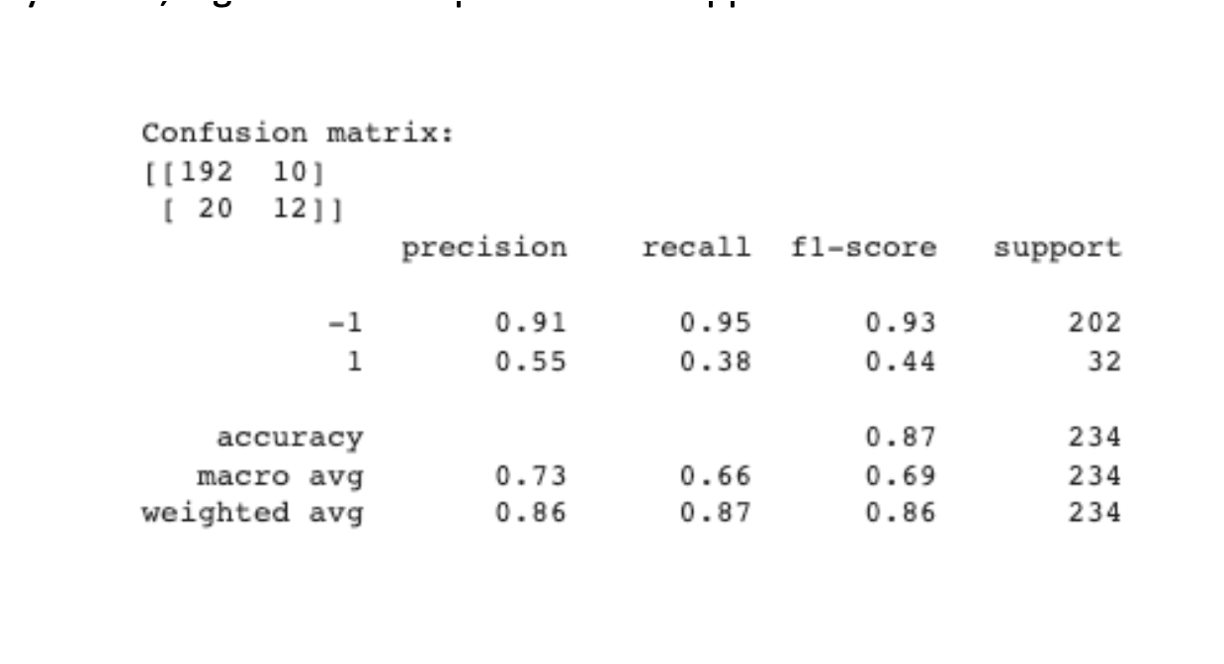 Confusion matrix:
[[192  10]
 [ 20  12]]
precision recall f1-score support
-1 0.91 0.95 0.93 202
1 0.55 0.38 0.44 32
accuracy 0.87 234
macro avg 0.73 0.66 0.69 234
weighted avg 0.86 0.87 0.86 234